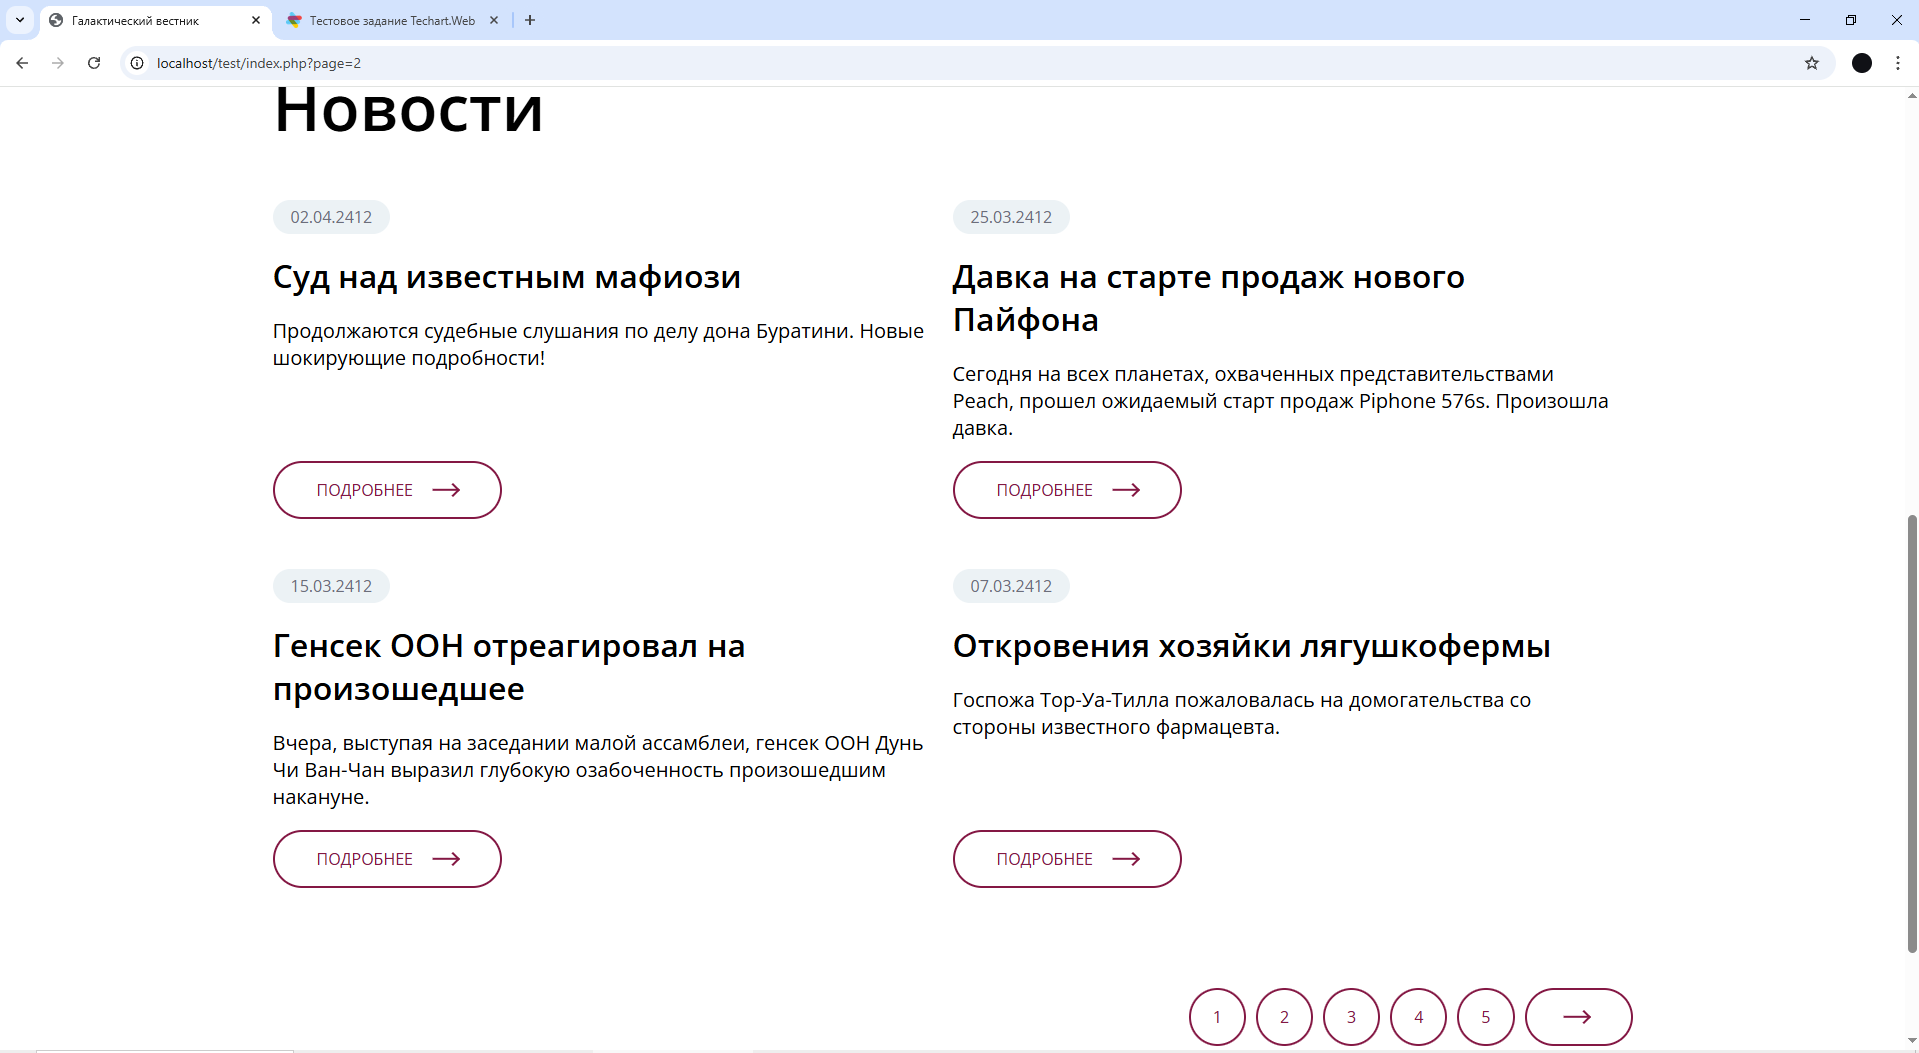 Галактический вестник
Тестовое задание Techart.Web
localhost/test/index.php?page=2
Новости
02.04.2412
Суд над известным мафиози
Продолжаются судебные слушания по делу дона Буратини. Новые
шокирующие подробности!
ПОДРОБНЕЕ
25.03.2412
Давка на старте продаж нового
Пайфона
Сегодня на всех планетах, охваченных представительствами
Peach, прошел ожидаемый старт продаж Piphone 576s. Произошла
давка.
ПОДРОБНЕЕ
15.03.2412
Генсек ООН отреагировал на
произошедшее
Вчера, выступая на заседании малой ассамблеи, генсек ООН Дунь
Чи Ван-Чан выразил глубокую озабоченность произошедшим
накануне.
ПОДРОБНЕЕ
07.03.2412
Откровения хозяйки лягушкофермы
Госпожа Тор-Уа-Тилла пожаловалась на домогательства со
стороны известного фармацевта.
ПОДРОБНЕЕ
1 2 3 4 5